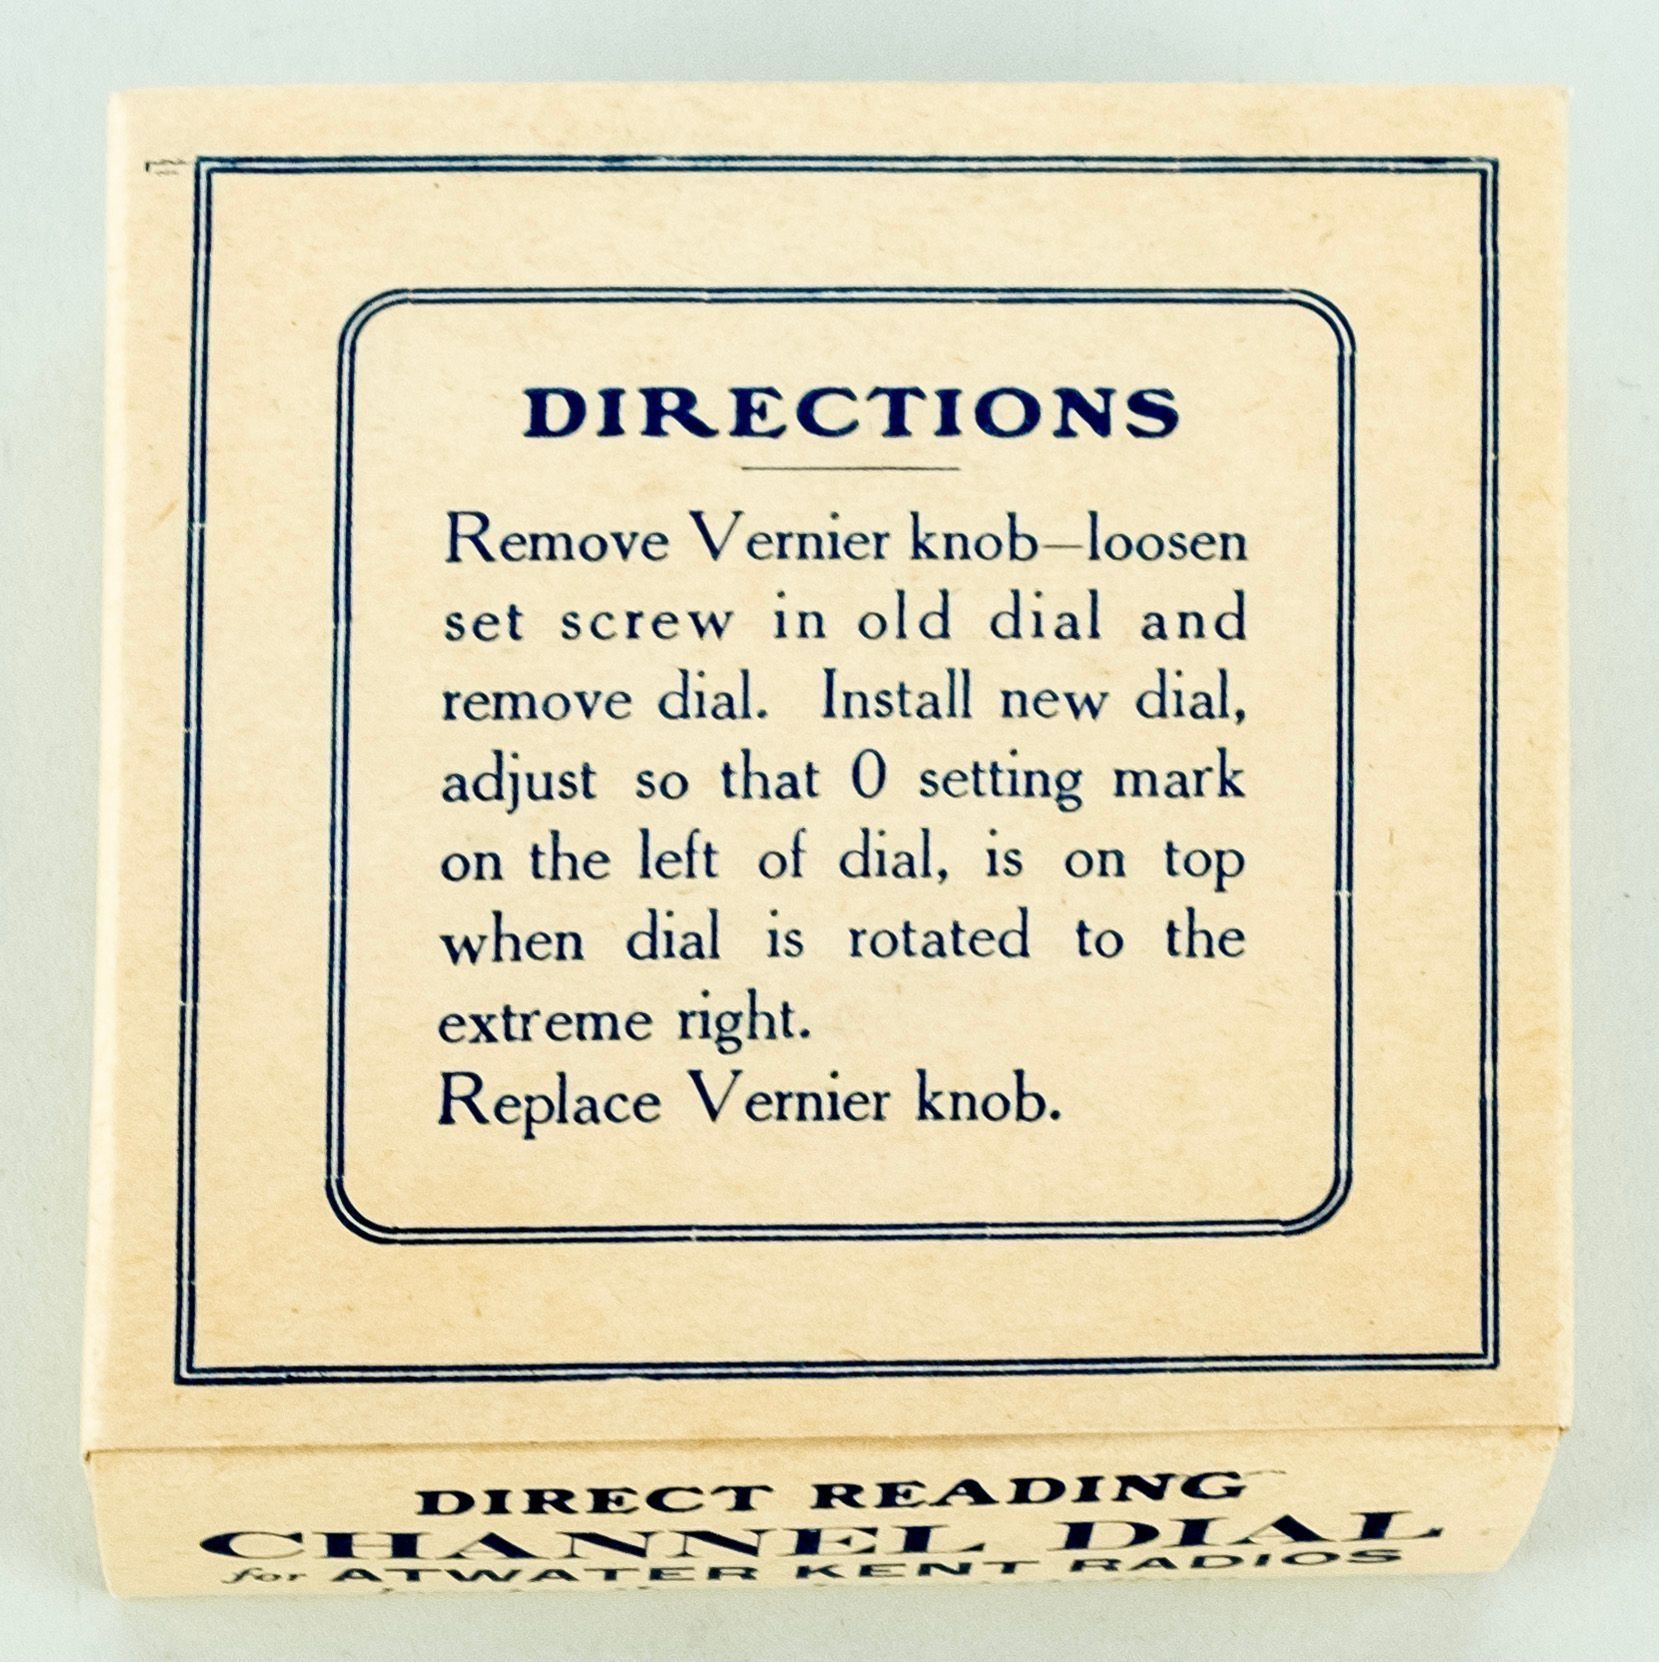 DIRECTIONS
Remove Vernier knob—loosen
set screw in old dial and
remove dial. Install new dial,
adjust so that 0 setting mark
on the left of dial, is on top
when dial is rotated to the
extreme right.
Replace Vernier knob.
DIRECT READING
CHANNEL DIAL
for ATWATER KENT RADIOS